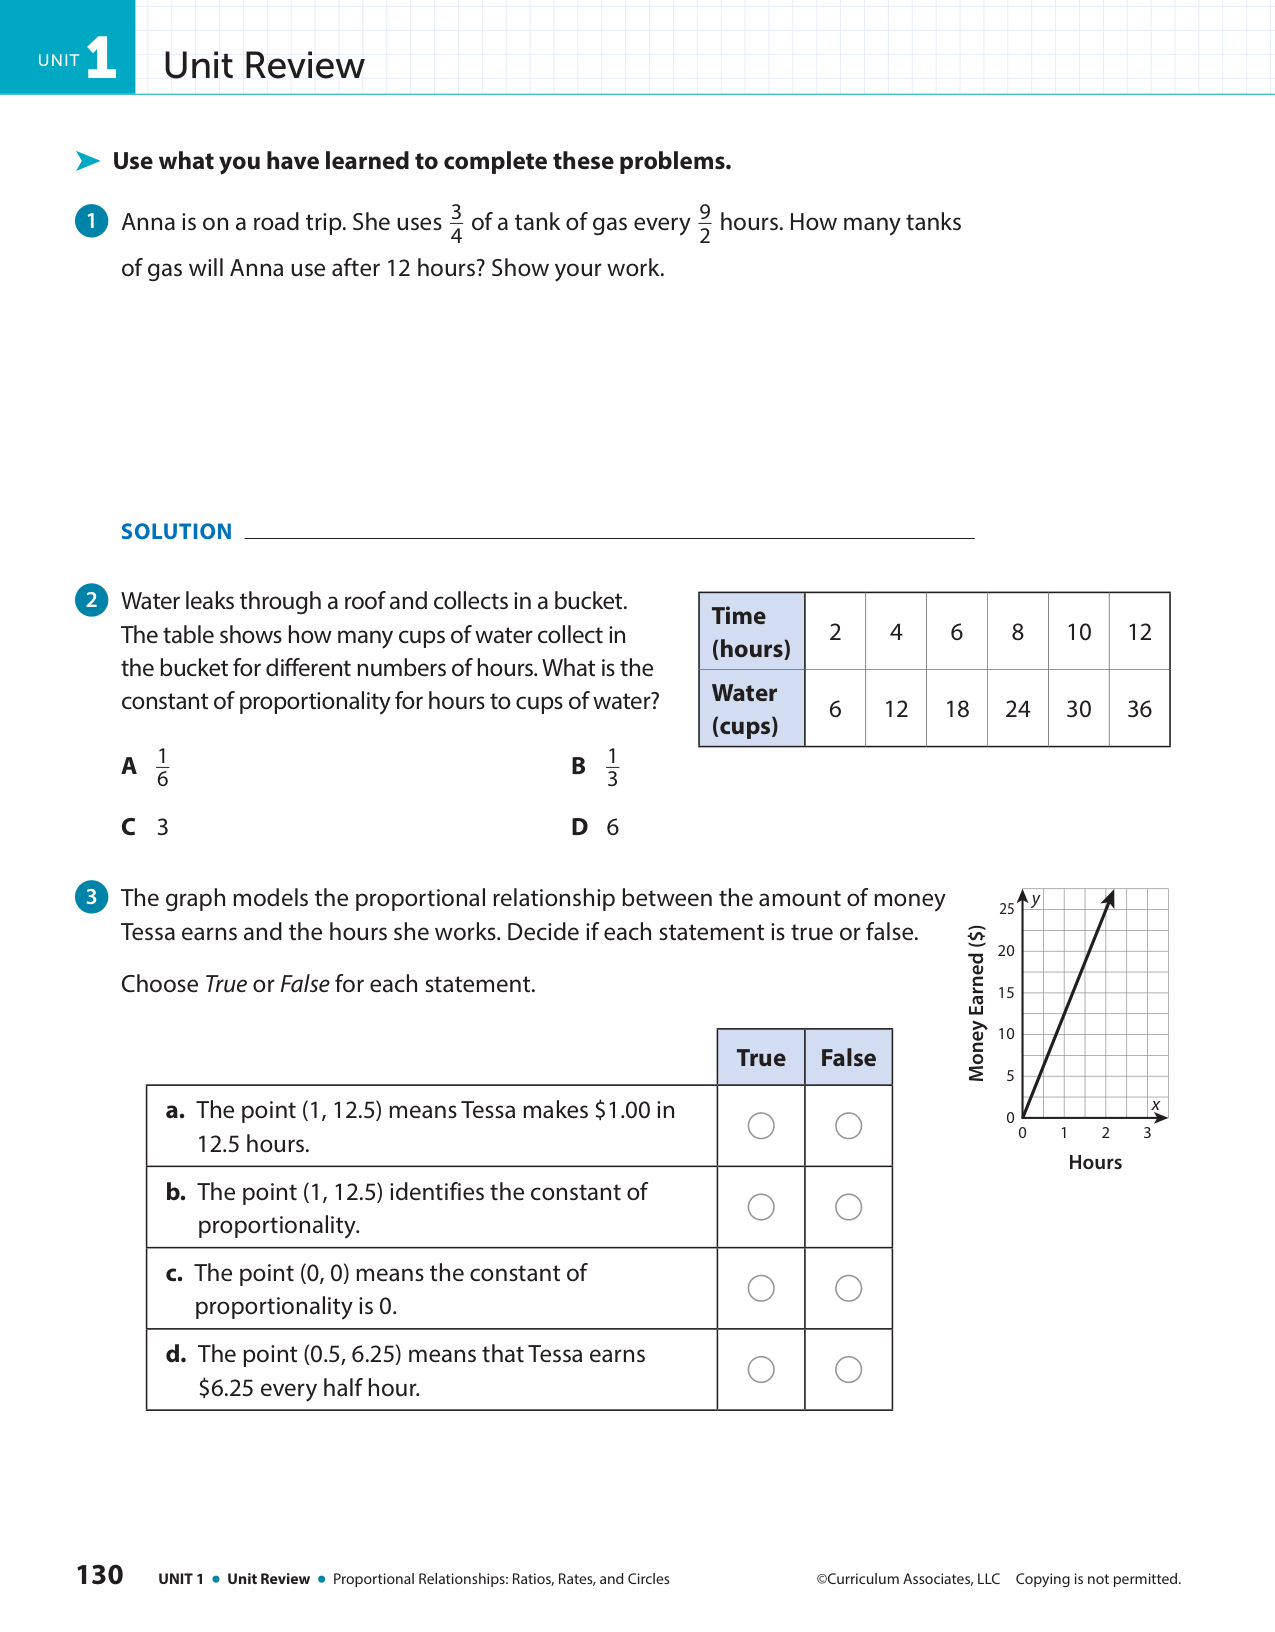 UNIT 1 Unit Review
Use what you have learned to complete these problems.
1 Anna is on a road trip. She uses 3/4 of a tank of gas every 9/2 hours. How many tanks
of gas will Anna use after 12 hours? Show your work.
SOLUTION
2 Water leaks through a roof and collects in a bucket.
The table shows how many cups of water collect in
the bucket for different numbers of hours. What is the
constant of proportionality for hours to cups of water?
Time (hours) 2 4 6 8 10 12
Water (cups) 6 12 18 24 30 36
A 1/6 B 1/3
C 3 D 6
3 The graph models the proportional relationship between the amount of money
Tessa earns and the hours she works. Decide if each statement is true or false.
Choose True or False for each statement.
True False
a. The point (1, 12.5) means Tessa makes $1.00 in
12.5 hours.
b. The point (1, 12.5) identifies the constant of
proportionality.
c. The point (0, 0) means the constant of
proportionality is 0.
d. The point (0.5, 6.25) means that Tessa earns
$6.25 every half hour.
Money Earned ($)
y
25
20
15
10
5
0
x
0 1 2 3
Hours
130 UNIT 1 • Unit Review • Proportional Relationships: Ratios, Rates, and Circles ©Curriculum Associates, LLC Copying is not permitted.